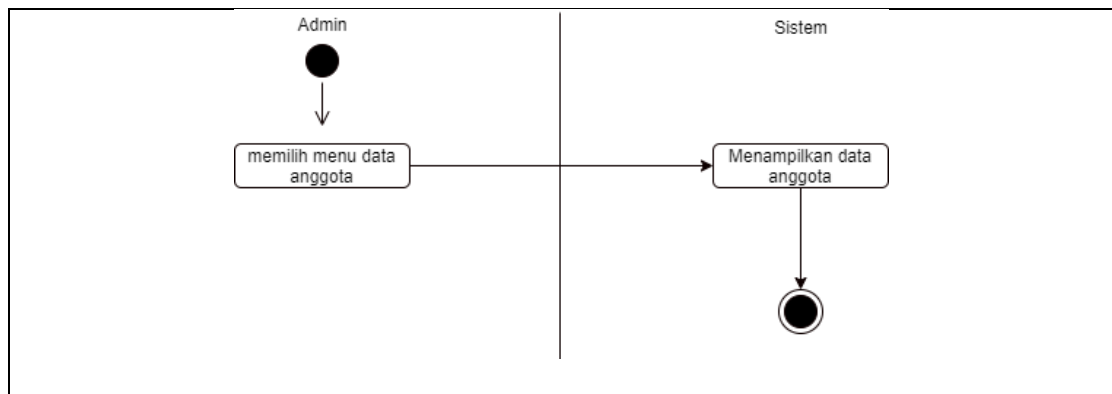 Admin
Sistem
memilih menu data
anggota
Menampilkan data
anggota